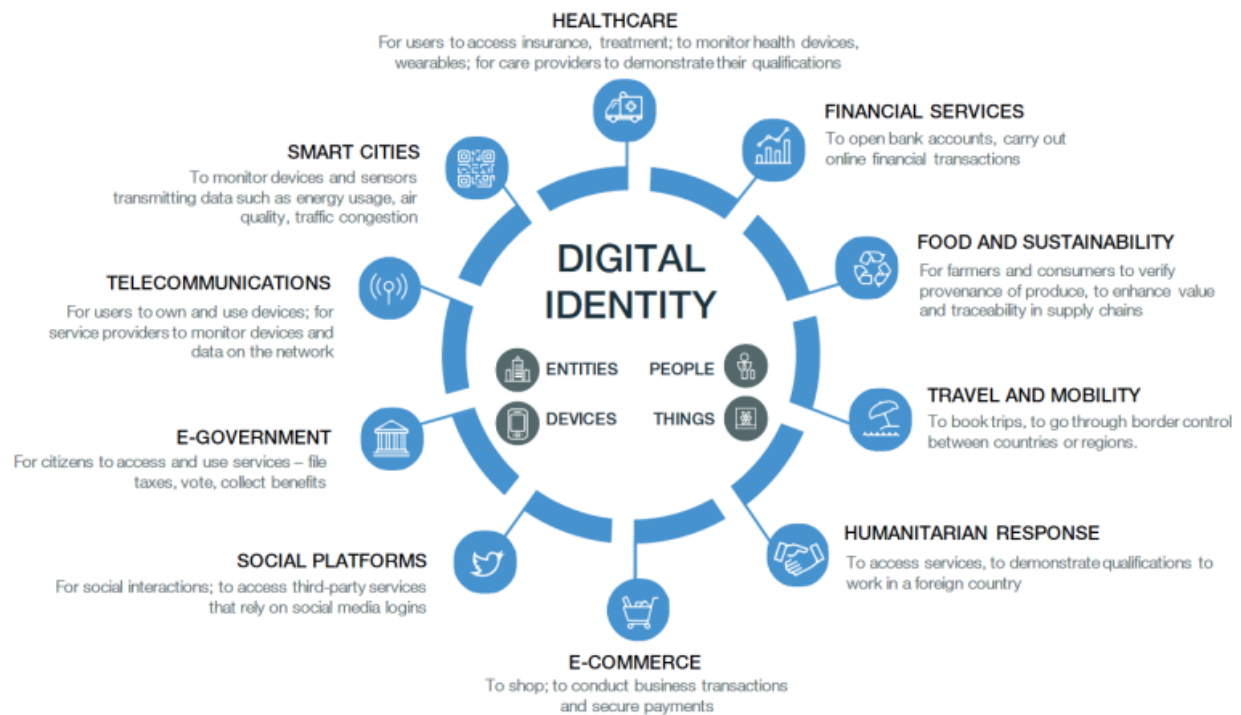 HEALTHCARE
For users to access insurance, treatment; to monitor health devices,
wearables; for care providers to demonstrate their qualifications
FINANCIAL SERVICES
To open bank accounts, carry out
online financial transactions
SMART CITIES
To monitor devices and sensors
transmitting data such as energy usage, air
quality, traffic congestion
DIGITAL
IDENTITY
FOOD AND SUSTAINABILITY
For farmers and consumers to verify
provenance of produce, to enhance value
and traceability in supply chains
TELECOMMUNICATIONS
For users to own and use devices; for
service providers to monitor devices and
data on the network
ENTITIES
PEOPLE
DEVICES
THINGS
TRAVEL AND MOBILITY
To book trips, to go through border control
between countries or regions.
E-GOVERNMENT
For citizens to access and use services – file
taxes, vote, collect benefits
HUMANITARIAN RESPONSE
To access services, to demonstrate qualifications to
work in a foreign country
SOCIAL PLATFORMS
For social interactions; to access third-party services
that rely on social media logins
E-COMMERCE
To shop; to conduct business transactions
and secure payments